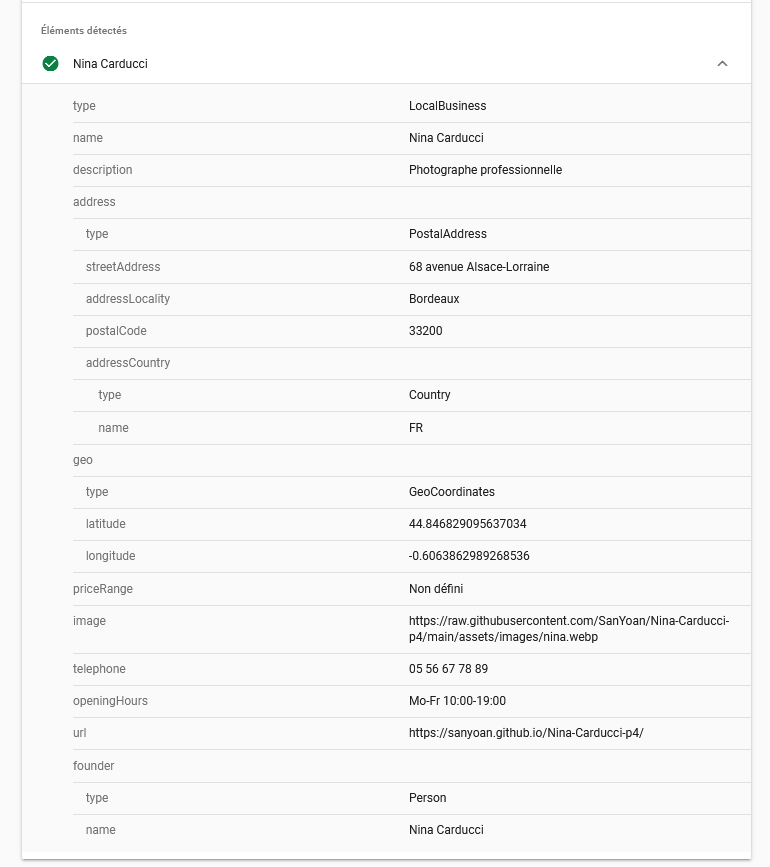 Éléments détectés
Nina Carducci
type LocalBusiness
name Nina Carducci
description Photographe professionnelle
address
type PostalAddress
streetAddress 68 avenue Alsace-Lorraine
addressLocality Bordeaux
postalCode 33200
addressCountry
type Country
name FR
geo
type GeoCoordinates
latitude 44.846829095637034
longitude -0.6063862989268536
priceRange Non défini
image https://raw.githubusercontent.com/SanYoan/Nina-Carducci-
p4/main/assets/images/nina.webp
telephone 05 56 67 78 89
openingHours Mo-Fr 10:00-19:00
url https://sanyoan.github.io/Nina-Carducci-p4/
founder
type Person
name Nina Carducci